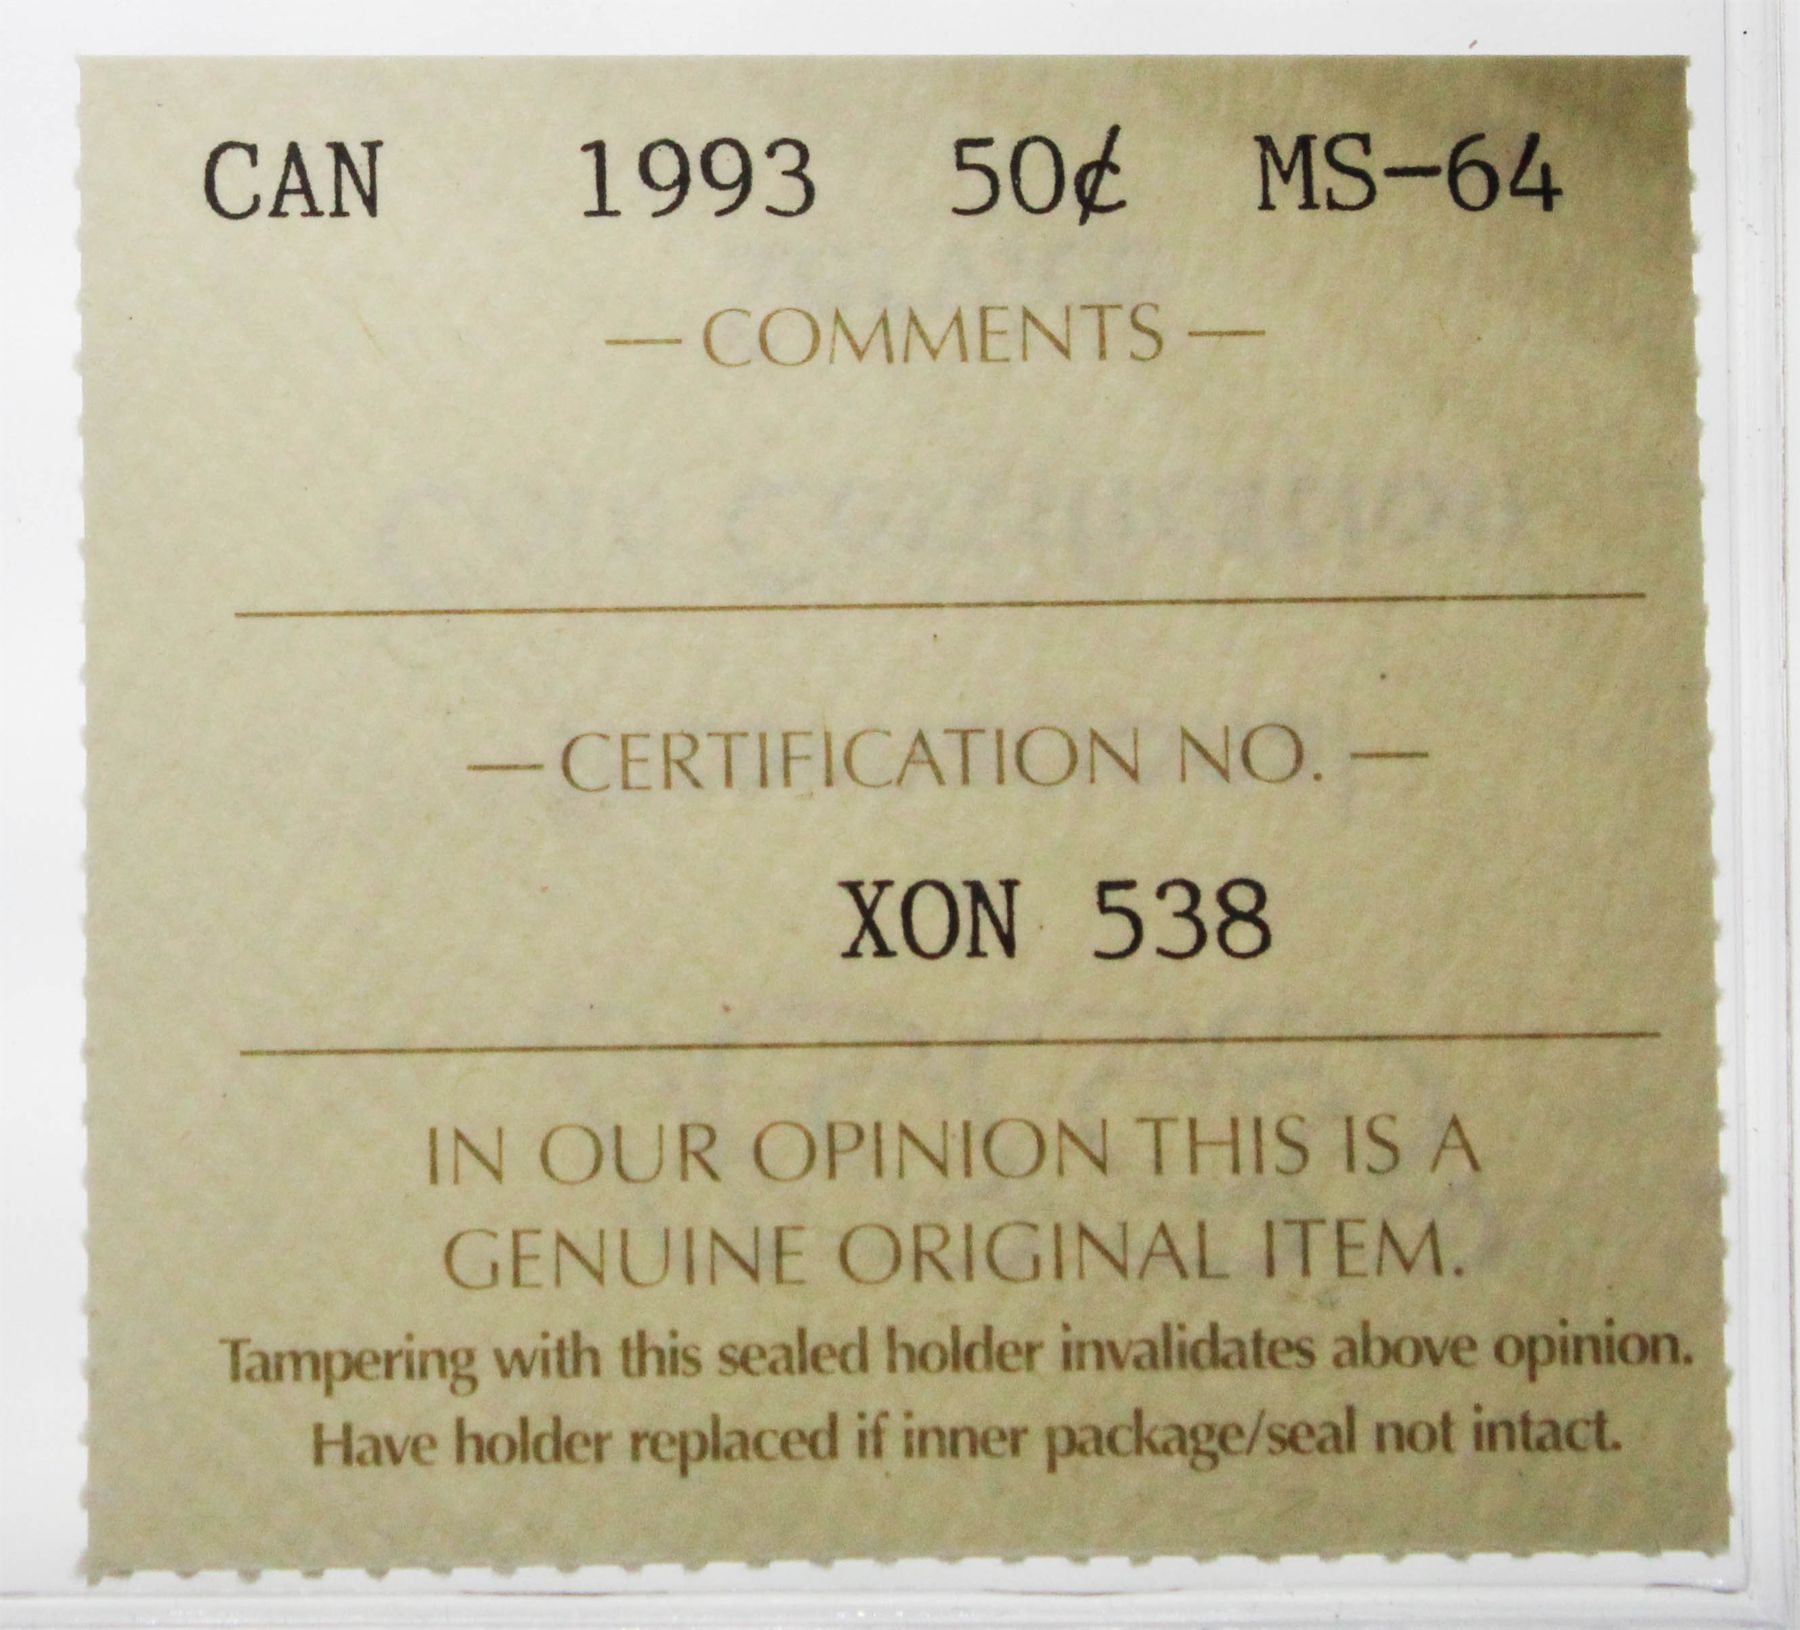 CAN 1993 50¢ MS-64
— COMMENTS —
— CERTIFICATION NO. —
XON 538
IN OUR OPINION THIS IS A
GENUINE ORIGINAL ITEM.
Tampering with this sealed holder invalidates above opinion.
Have holder replaced if inner package/seal not intact.